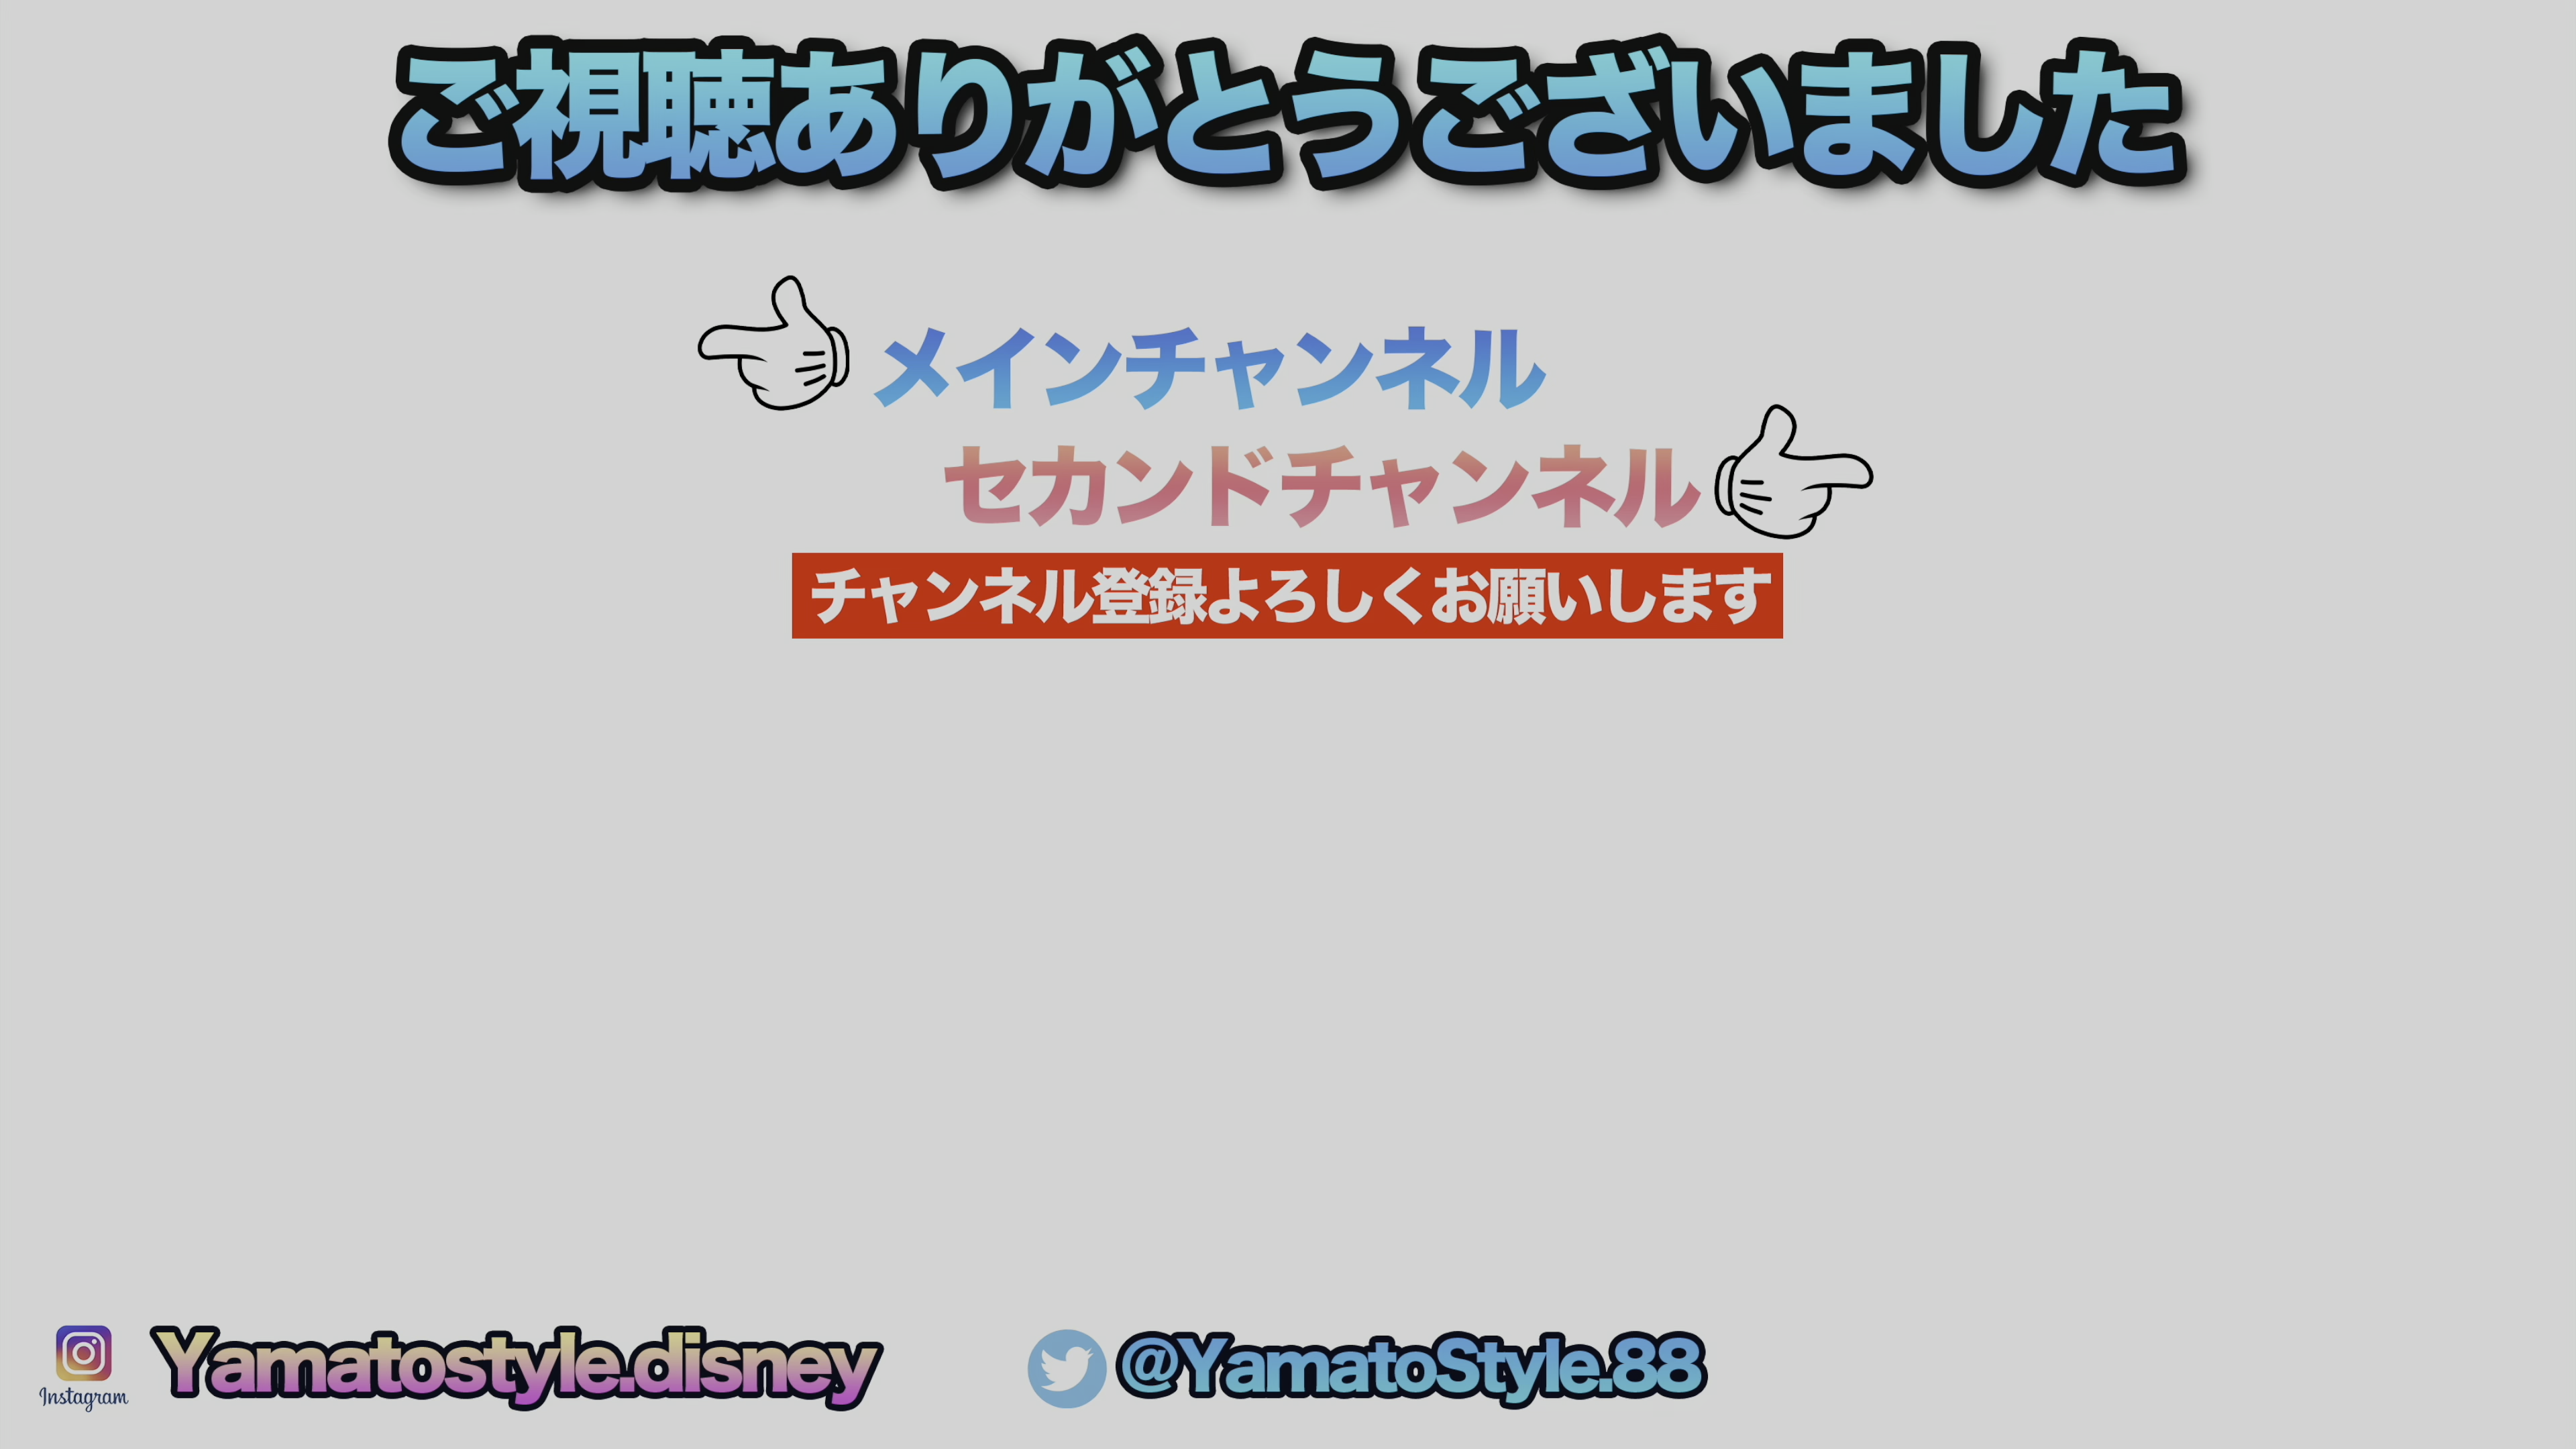 ご視聴ありがとうございました
メインチャンネル
セカンドチャンネル
チャンネル登録よろしくお願いします
Instagram
Yamatostyle.disney
@YamatoStyle.88